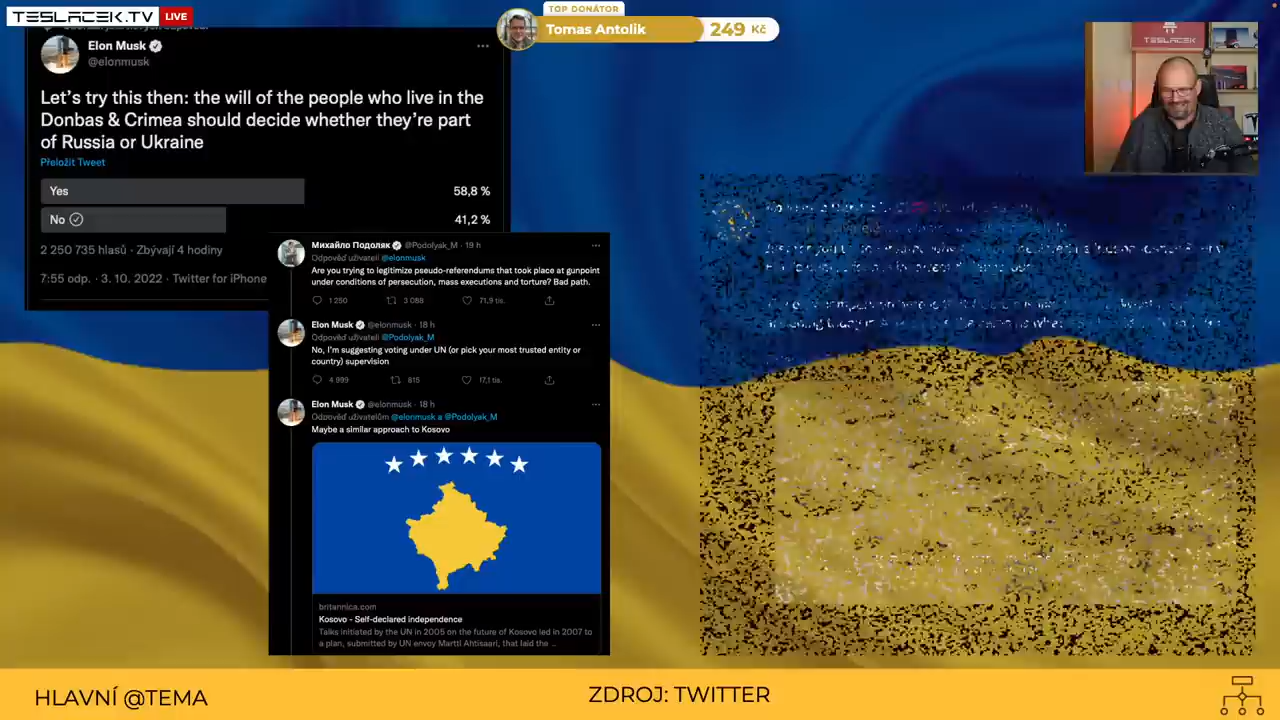 TESLACEK.TV LIVE
TOP DONÁTOR
Tomas Antolik 249 Kč
TESLACEK
Elon Musk
@elonmusk
Let's try this then: the will of the people who live in the
Donbas & Crimea should decide whether they're part
of Russia or Ukraine
Přeložit Tweet
Yes 58,8 %
No 41,2 %
2 250 735 hlasů · Zbývají 4 hodiny
7:55 odp. · 3. 10. 2022 · Twitter for iPhone
Михайло Подоляк @Podolyak_M · 19 h
Odpověď uživateli @elonmusk
Are you trying to legitimize pseudo-referendums that took place at gunpoint
under conditions of persecution, mass executions and torture? Bad path.
1 250 3 088 71,9 tis.
Elon Musk @elonmusk · 18 h
Odpověď uživateli @Podolyak_M
No, I'm suggesting voting under UN (or pick your most trusted entity or
country) supervision
4 999 815 17,1 tis.
Elon Musk @elonmusk · 18 h
Odpověď uživatelům @elonmusk a @Podolyak_M
Maybe a similar approach to Kosovo
britannica.com
Kosovo - Self-declared independence
Talks initiated by the UN in 2005 on the future of Kosovo led in 2007 to
a plan, submitted by UN envoy Martti Ahtisaari, that laid the ...
HLAVNÍ @TEMA
ZDROJ: TWITTER